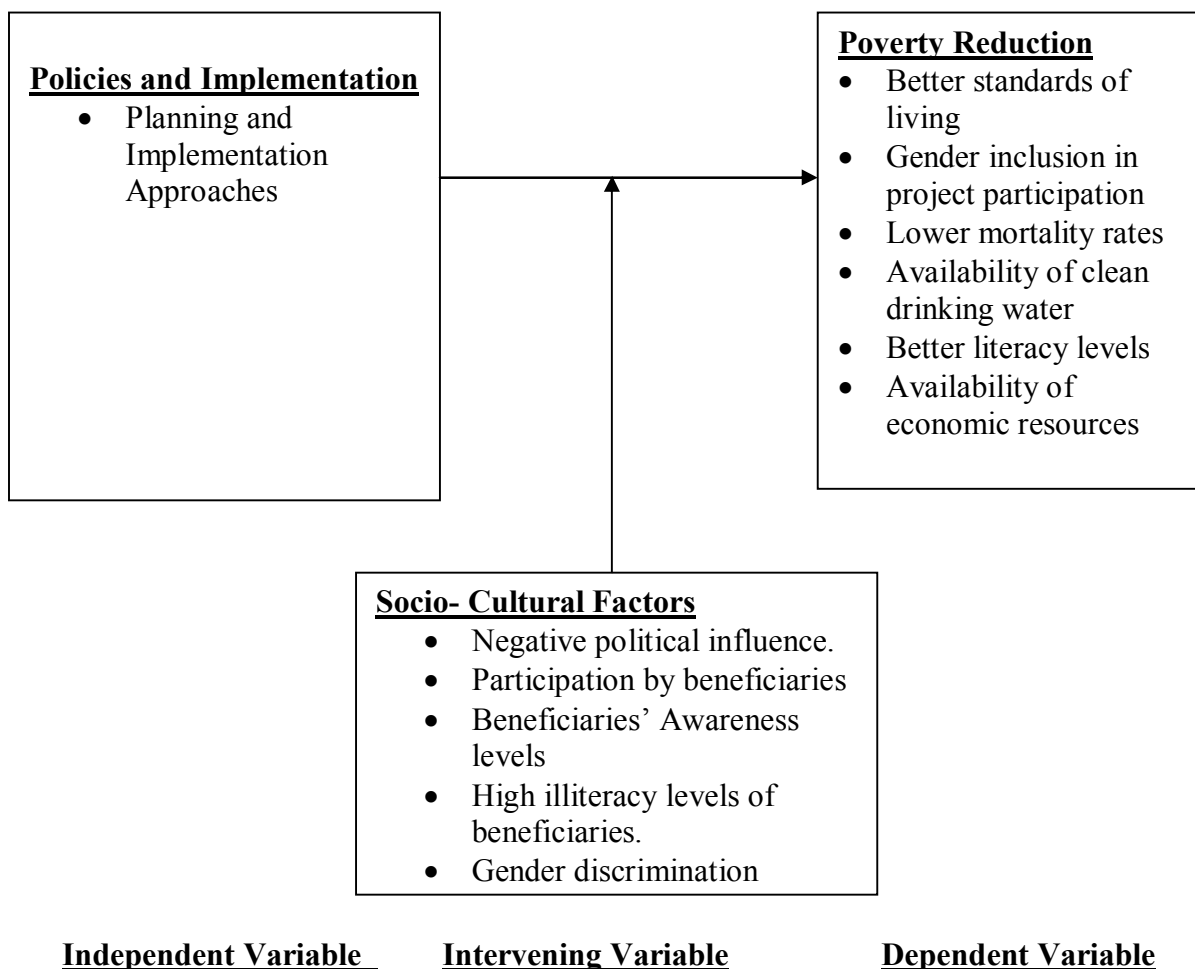 Policies and Implementation
• Planning and
Implementation
Approaches
Poverty Reduction
• Better standards of
living
• Gender inclusion in
project participation
• Lower mortality rates
• Availability of clean
drinking water
• Better literacy levels
• Availability of
economic resources
Socio- Cultural Factors
• Negative political influence.
• Participation by beneficiaries
• Beneficiaries’ Awareness
levels
• High illiteracy levels of
beneficiaries.
• Gender discrimination
Independent Variable Intervening Variable Dependent Variable